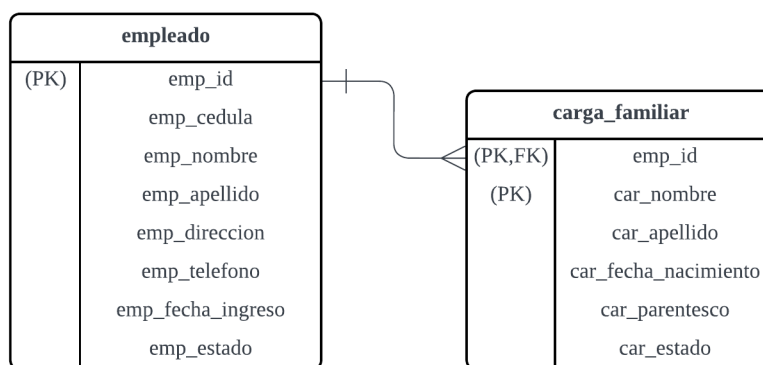 empleado
(PK) emp_id
emp_cedula
emp_nombre
emp_apellido
emp_direccion
emp_telefono
emp_fecha_ingreso
emp_estado
carga_familiar
(PK,FK) emp_id
(PK) car_nombre
car_apellido
car_fecha_nacimiento
car_parentesco
car_estado